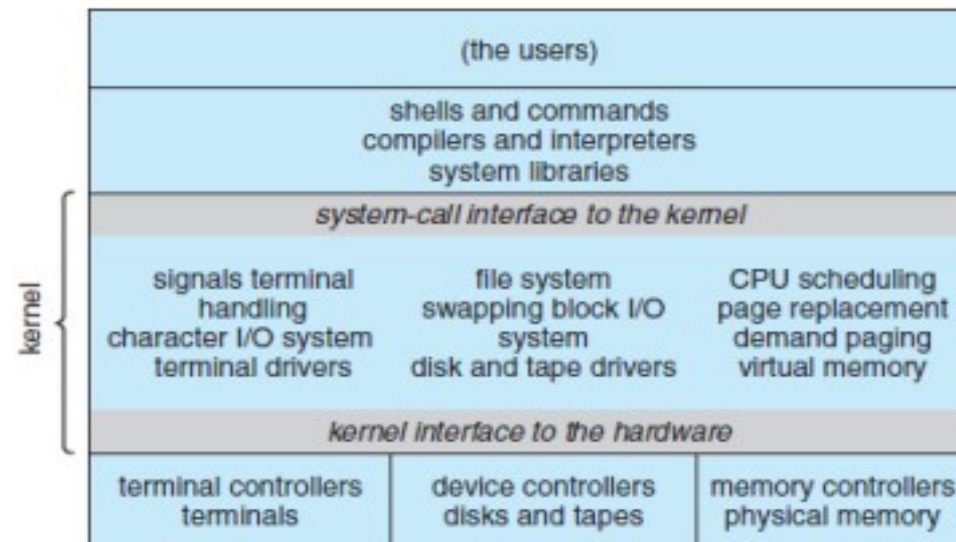 (the users)
shells and commands
compilers and interpreters
system libraries
system-call interface to the kernel
kernel
signals terminal
handling
character I/O system
terminal drivers
file system
swapping block I/O
system
disk and tape drivers
CPU scheduling
page replacement
demand paging
virtual memory
kernel interface to the hardware
terminal controllers
terminals
device controllers
disks and tapes
memory controllers
physical memory